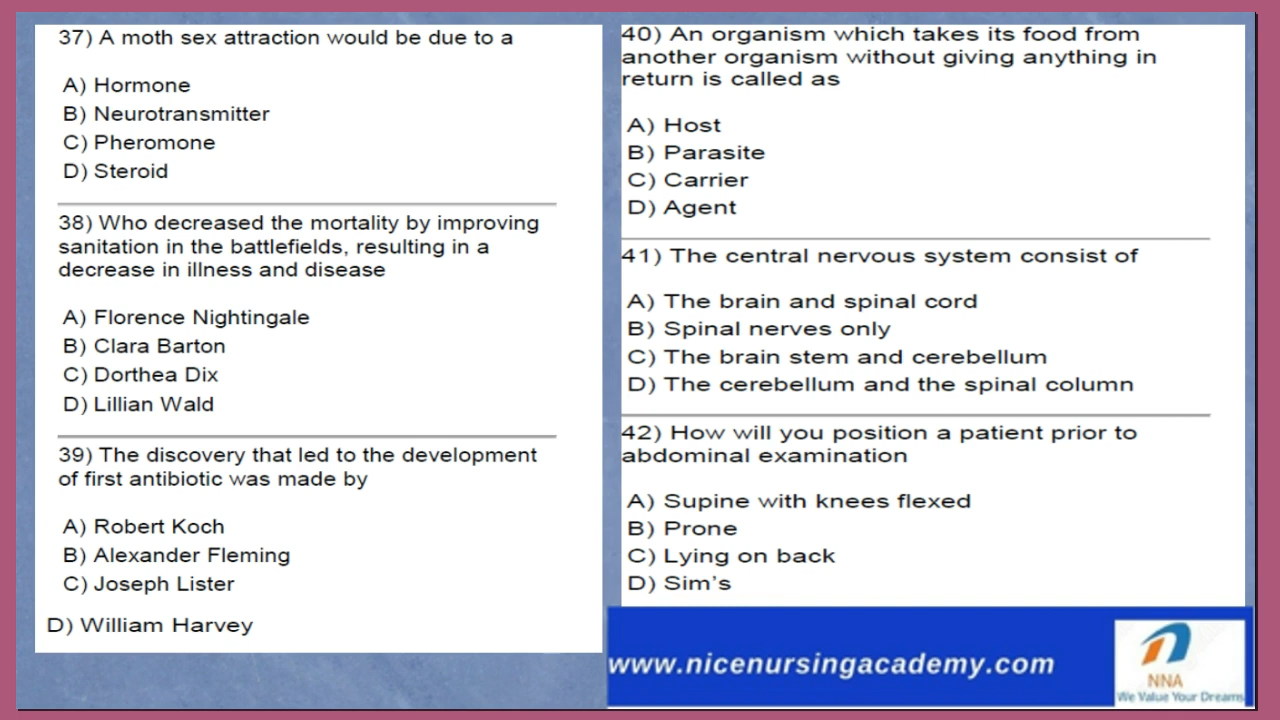 37) A moth sex attraction would be due to a
A) Hormone
B) Neurotransmitter
C) Pheromone
D) Steroid
38) Who decreased the mortality by improving
sanitation in the battlefields, resulting in a
decrease in illness and disease
A) Florence Nightingale
B) Clara Barton
C) Dorthea Dix
D) Lillian Wald
39) The discovery that led to the development
of first antibiotic was made by
A) Robert Koch
B) Alexander Fleming
C) Joseph Lister
D) William Harvey
40) An organism which takes its food from
another organism without giving anything in
return is called as
A) Host
B) Parasite
C) Carrier
D) Agent
41) The central nervous system consist of
A) The brain and spinal cord
B) Spinal nerves only
C) The brain stem and cerebellum
D) The cerebellum and the spinal column
42) How will you position a patient prior to
abdominal examination
A) Supine with knees flexed
B) Prone
C) Lying on back
D) Sim's
www.nicenursingacademy.com
NNA
We Value Your Dreams